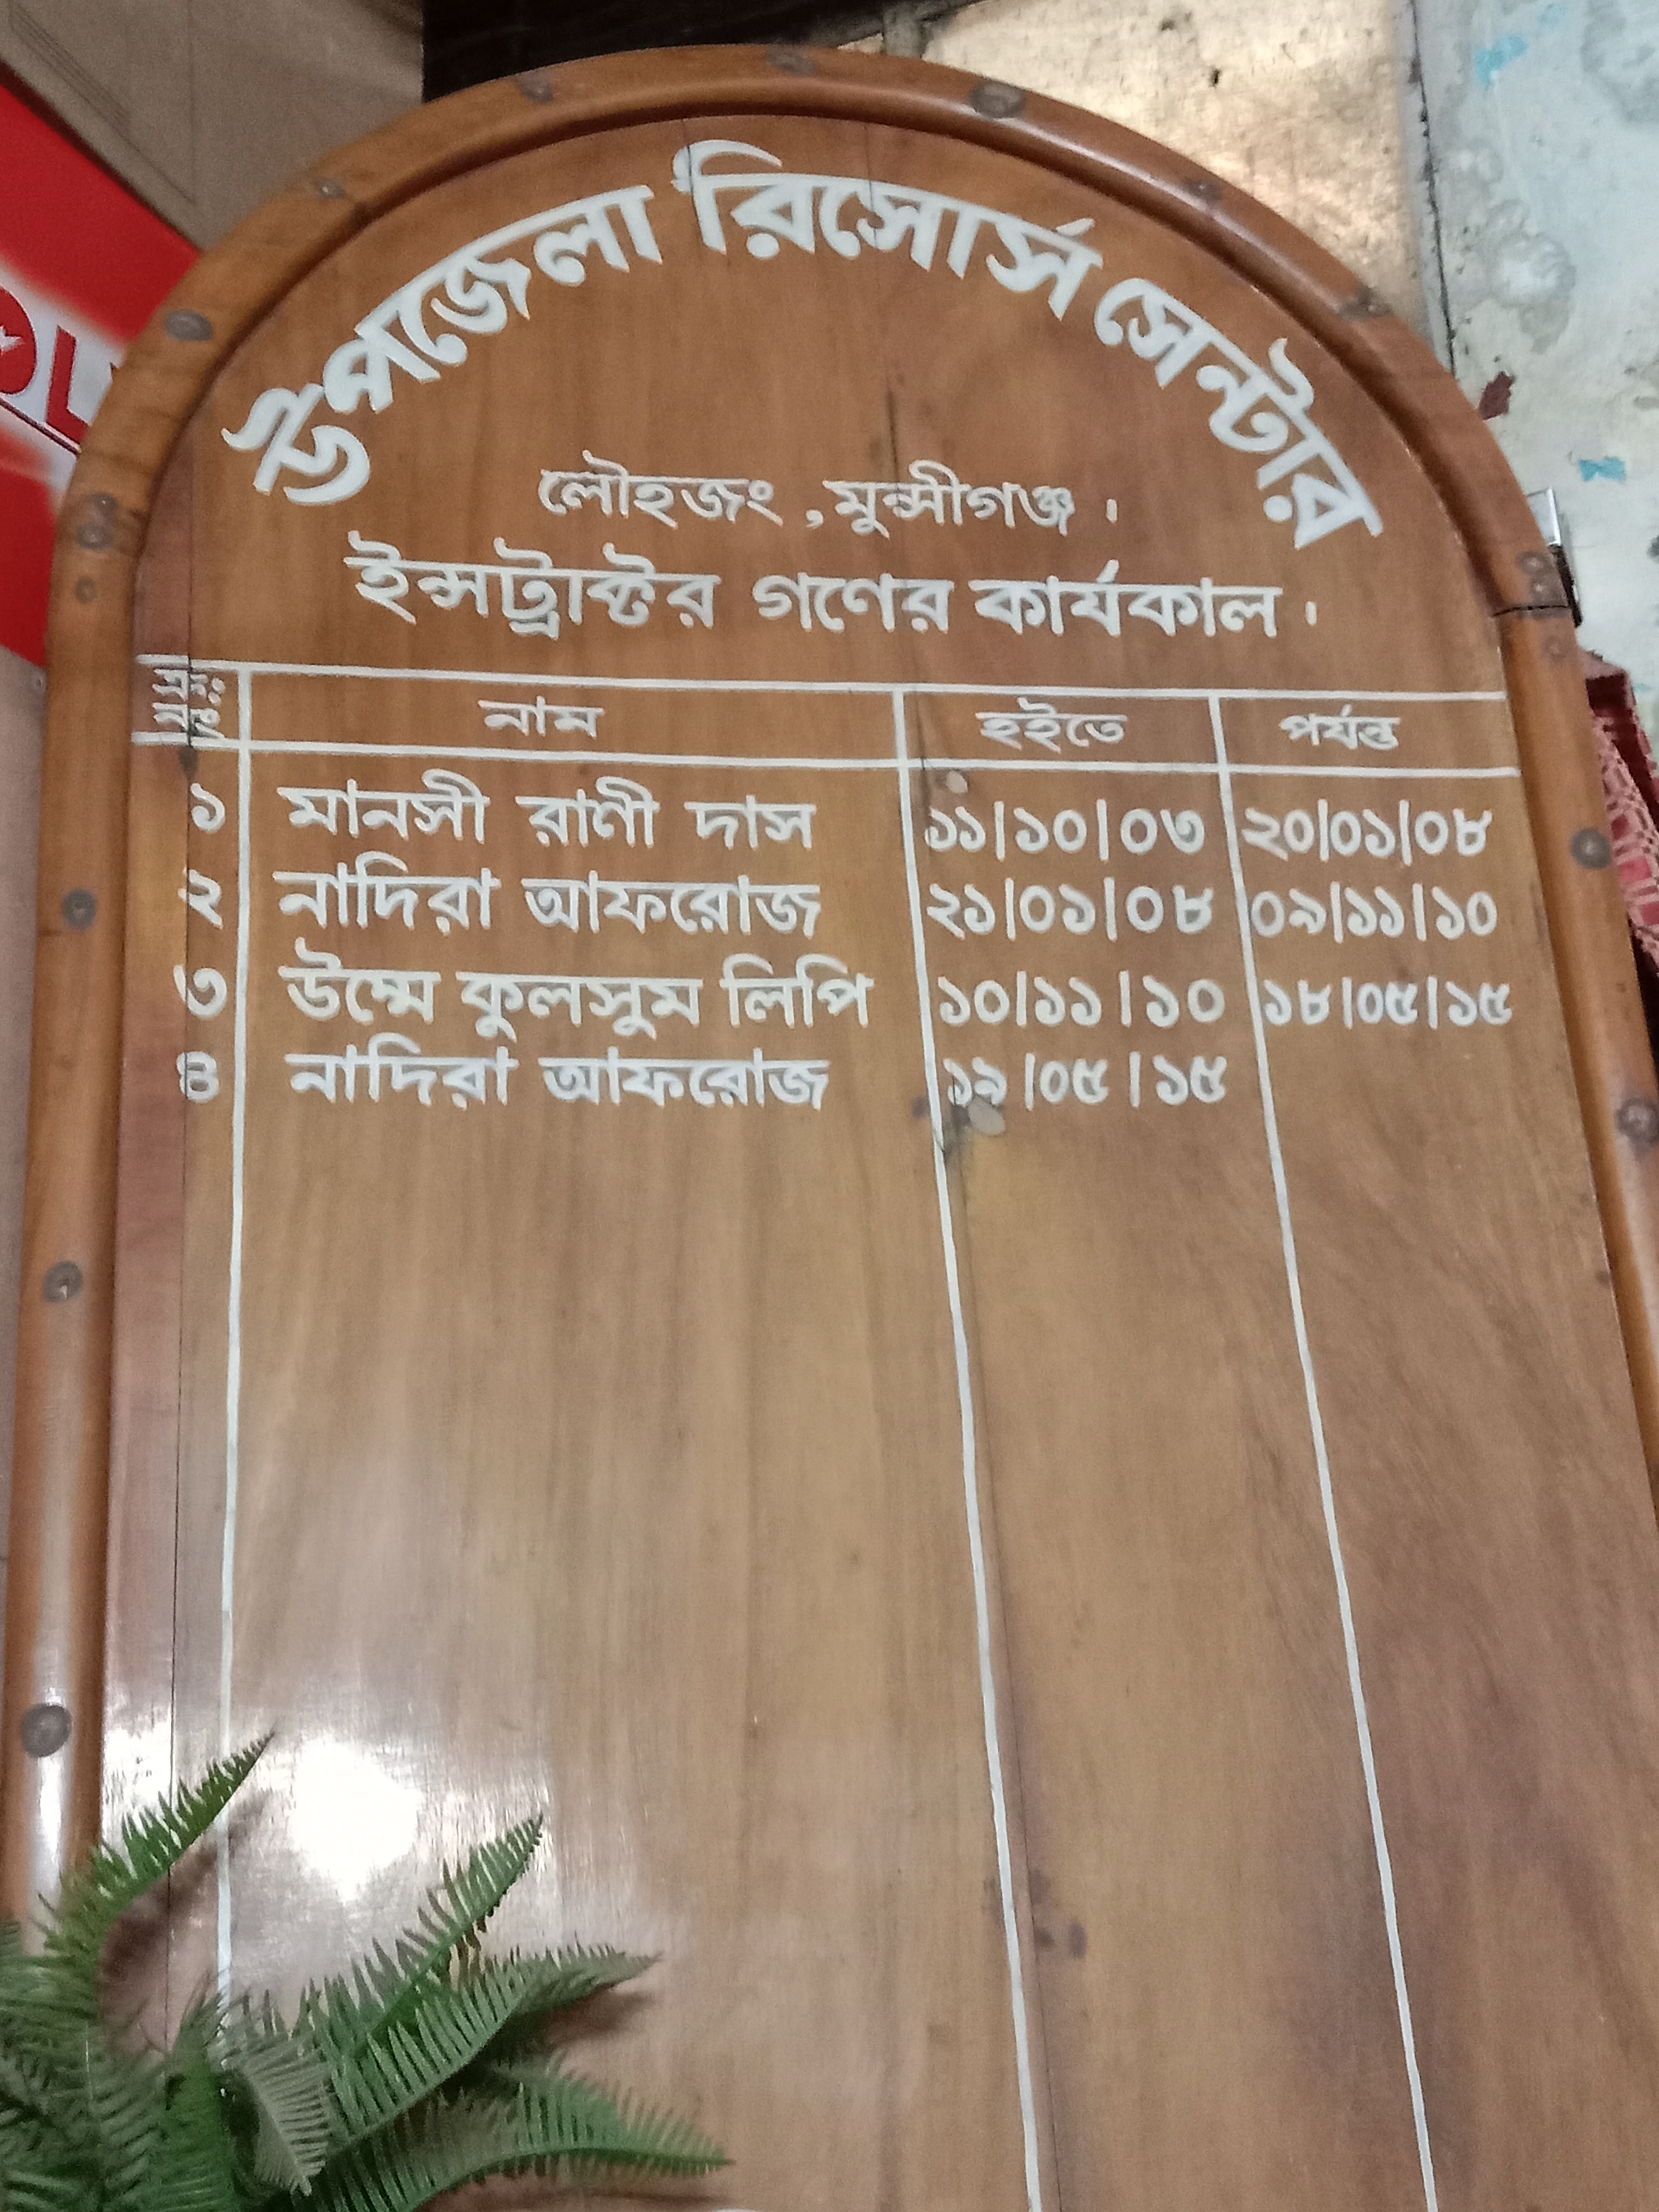 উপজেলা রিসোর্স সেন্টার
লৌহজং , মুন্সীগঞ্জ ।
ইন্সট্রাক্টর গণের কার্যকাল ।
নাম হইতে পর্যন্ত
১ মানসী রাণী দাস ১১|১০|০৩ ২০|০১|০৮
২ নাদিরা আফরোজ ২১|০১|০৮ ০৯|১১|১০
৩ উম্মে কুলসুম লিপি ১০|১১|১০ ১৮|০৫|১৫
৪ নাদিরা আফরোজ ১৯|০৫|১৫